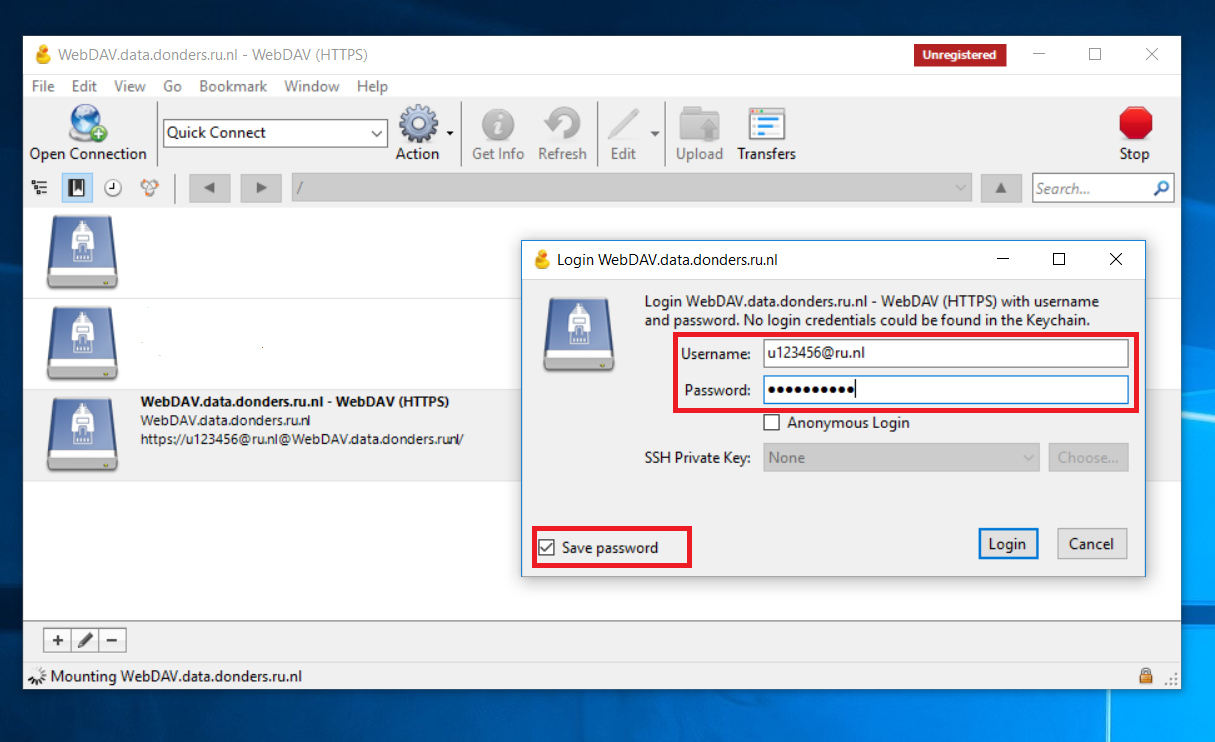 WebDAV.data.donders.ru.nl - WebDAV (HTTPS)
Unregistered
File Edit View Go Bookmark Window Help
Open Connection
Quick Connect
Action
Get Info
Refresh
Edit
Upload
Transfers
Stop
/
Search...
WebDAV.data.donders.ru.nl - WebDAV (HTTPS)
WebDAV.data.donders.ru.nl
https://u123456@ru.nl@WebDAV.data.donders.runl/
Login WebDAV.data.donders.ru.nl
Login WebDAV.data.donders.ru.nl - WebDAV (HTTPS) with username
and password. No login credentials could be found in the Keychain.
Username: u123456@ru.nl
Password: ●●●●●●●●●●
Anonymous Login
SSH Private Key: None Choose...
Save password
Login
Cancel
Mounting WebDAV.data.donders.ru.nl